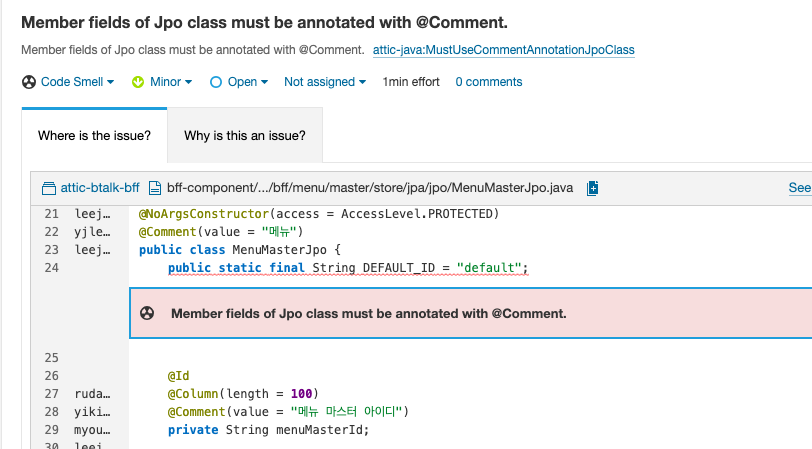 Member fields of Jpo class must be annotated with @Comment.
Member fields of Jpo class must be annotated with @Comment. attic-java:MustUseCommentAnnotationJpoClass
Code Smell Minor Open Not assigned 1min effort 0 comments
Where is the issue? Why is this an issue?
attic-btalk-bff bff-component/.../bff/menu/master/store/jpa/jpo/MenuMasterJpo.java See
21 leej… @NoArgsConstructor(access = AccessLevel.PROTECTED)
22 yjle… @Comment(value = "메뉴")
23 leej… public class MenuMasterJpo {
24 public static final String DEFAULT_ID = "default";
Member fields of Jpo class must be annotated with @Comment.
25
26 @Id
27 ruda… @Column(length = 100)
28 yiki… @Comment(value = "메뉴 마스터 아이디")
29 myou… private String menuMasterId;
30 leej